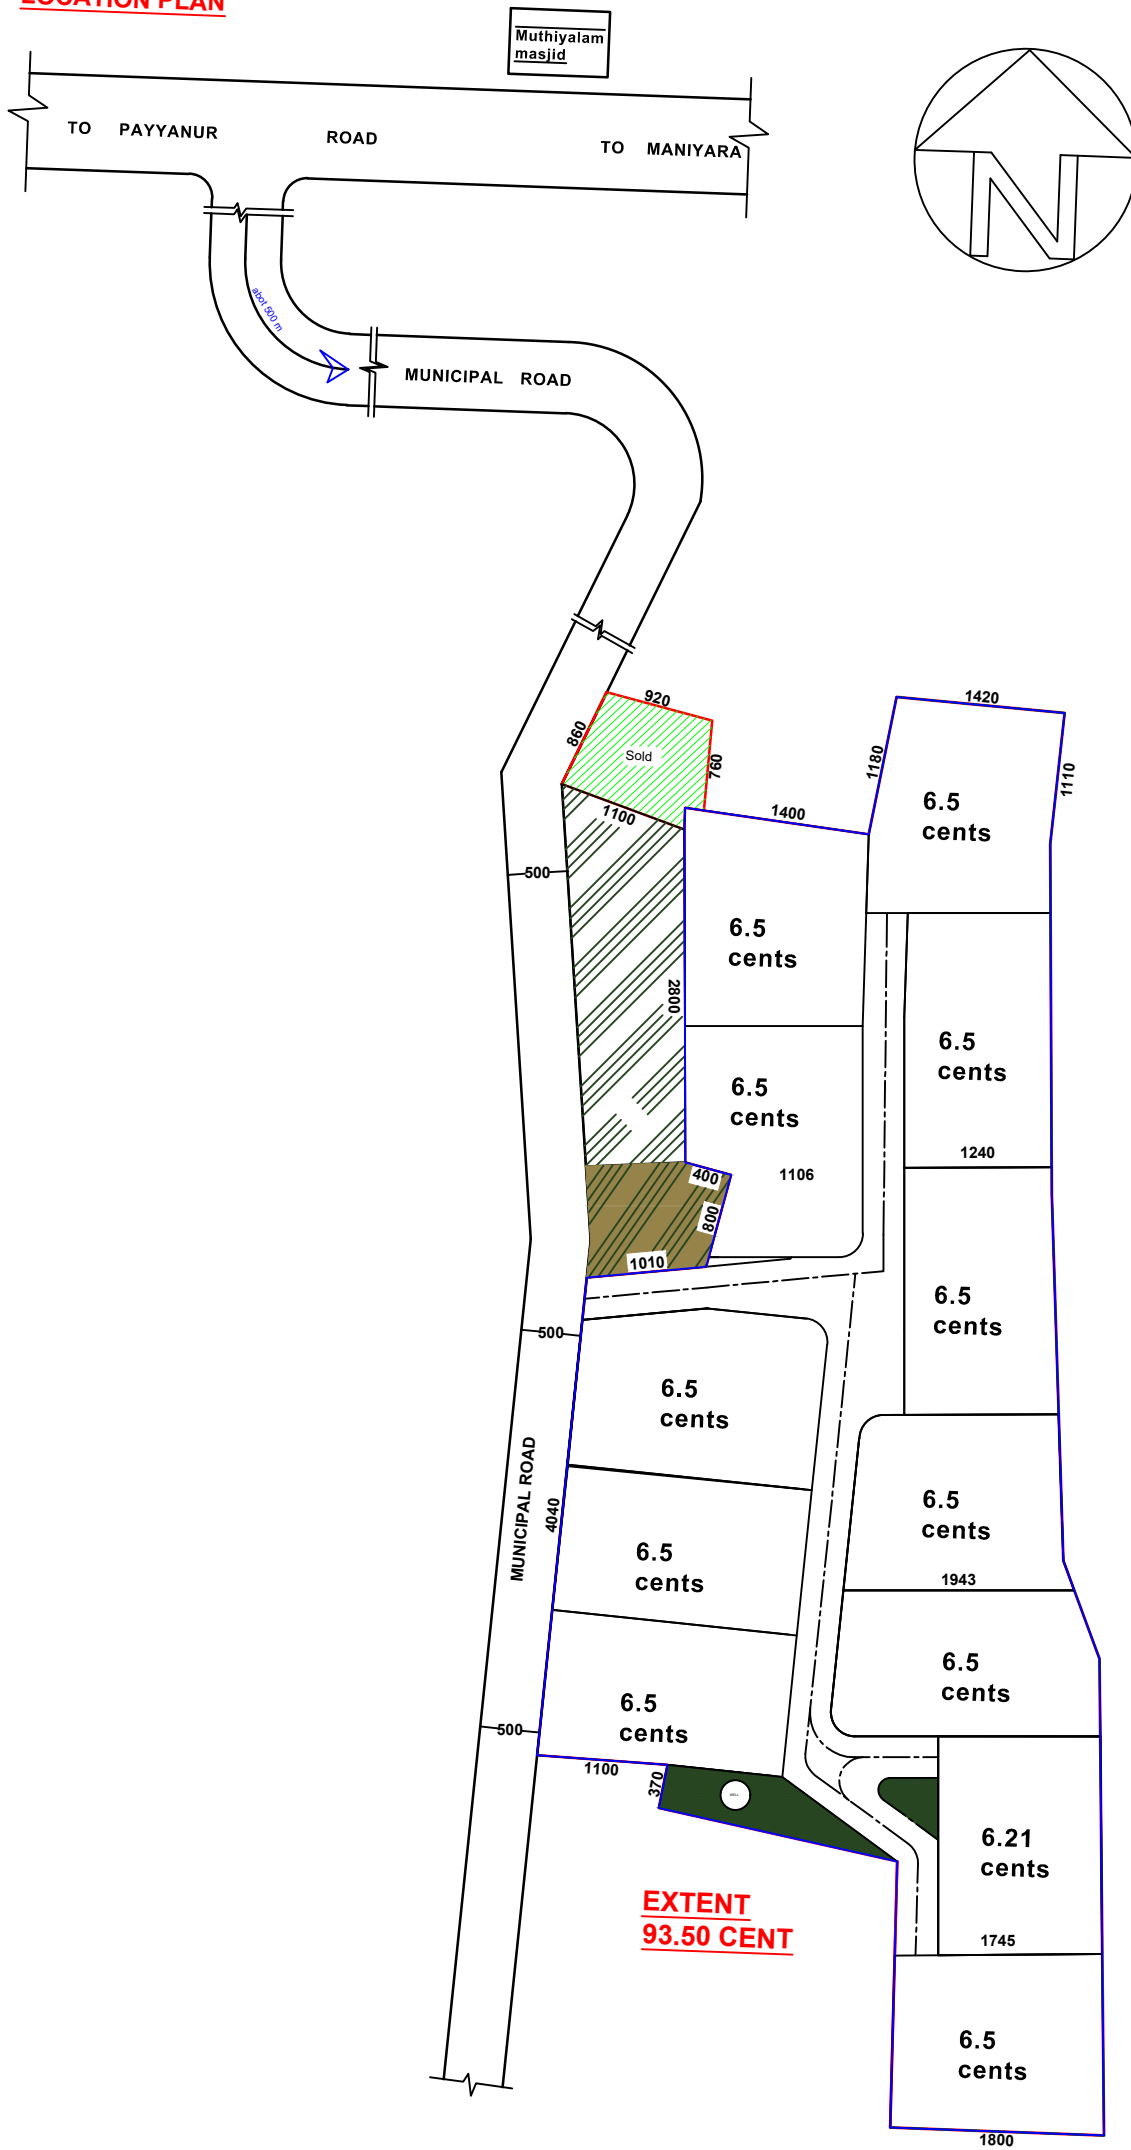 LOCATION PLAN
Muthiyalam
masjid
TO PAYYANUR ROAD TO MANIYARA
abot 500 m
MUNICIPAL ROAD
920
860
Sold
760
1100
1420
1180
1110
6.5
cents
1400
500
6.5
cents
2800
6.5
cents
6.5
cents
1240
400
1106
800
1010
6.5
cents
500
6.5
cents
MUNICIPAL ROAD
4040
6.5
cents
6.5
cents
1943
6.5
cents
6.5
cents
500
1100
370
WELL
6.21
cents
1745
EXTENT
93.50 CENT
6.5
cents
1800